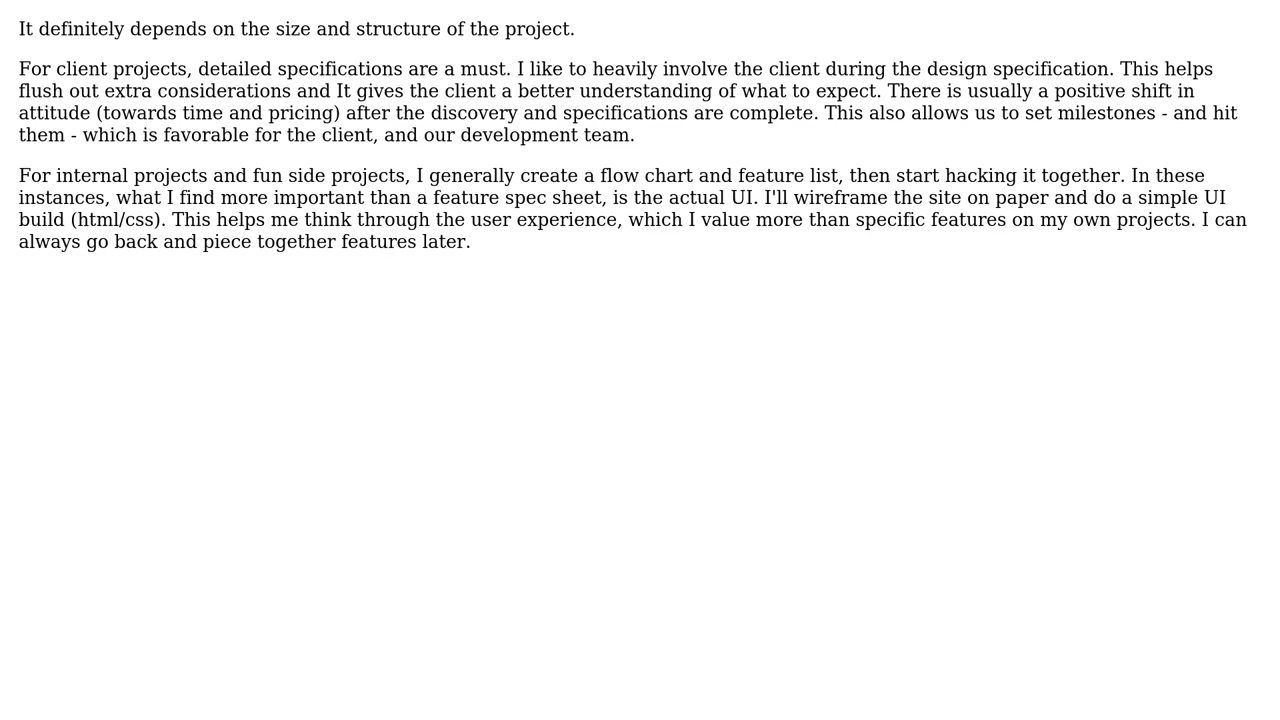 It definitely depends on the size and structure of the project.
For client projects, detailed specifications are a must. I like to heavily involve the client during the design specification. This helps
flush out extra considerations and It gives the client a better understanding of what to expect. There is usually a positive shift in
attitude (towards time and pricing) after the discovery and specifications are complete. This also allows us to set milestones - and hit
them - which is favorable for the client, and our development team.
For internal projects and fun side projects, I generally create a flow chart and feature list, then start hacking it together. In these
instances, what I find more important than a feature spec sheet, is the actual UI. I'll wireframe the site on paper and do a simple UI
build (html/css). This helps me think through the user experience, which I value more than specific features on my own projects. I can
always go back and piece together features later.